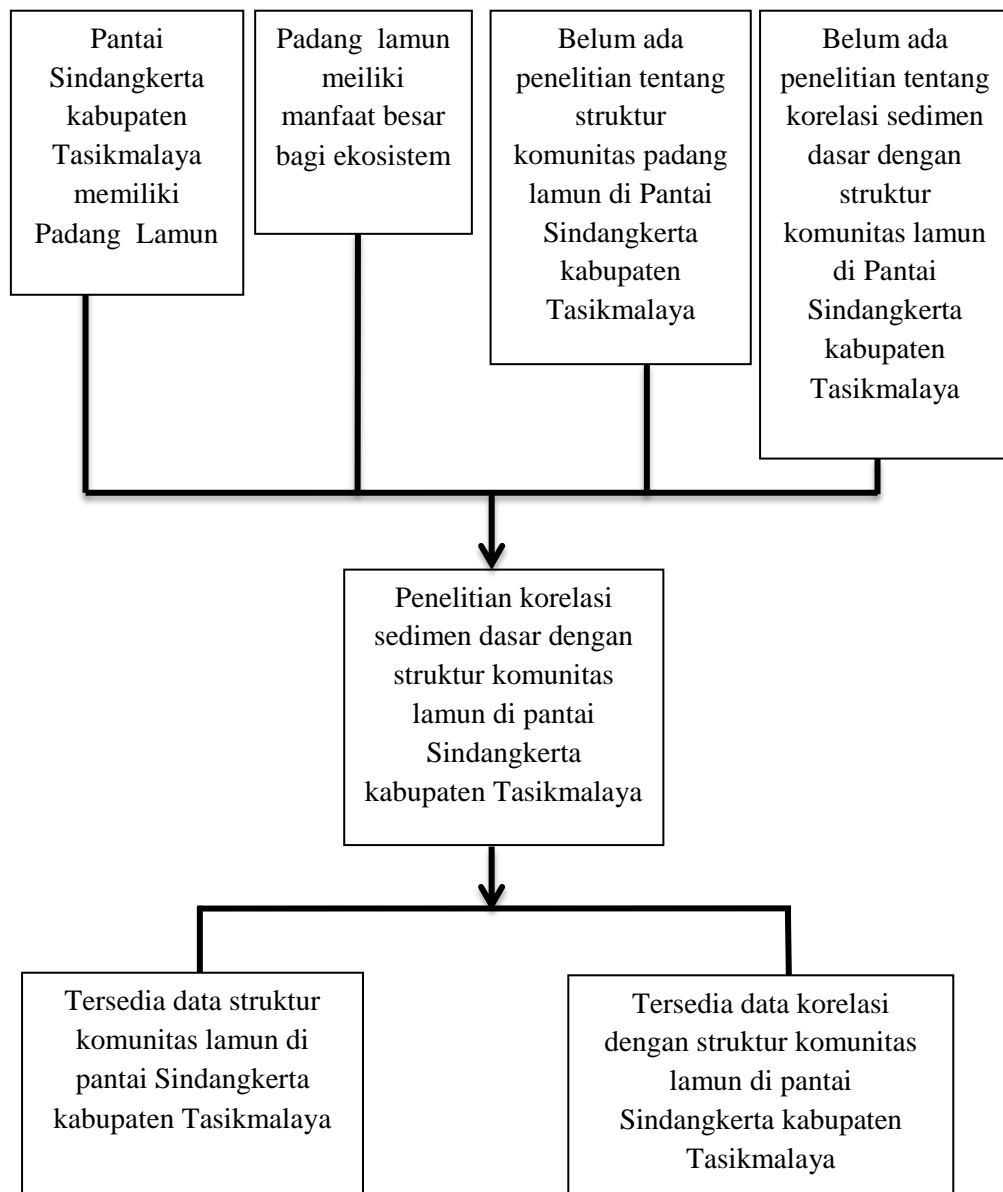 Pantai
Sindangkerta
kabupaten
Tasikmalaya
memiliki
Padang Lamun
Padang lamun
meiliki
manfaat besar
bagi ekosistem
Belum ada
penelitian tentang
struktur
komunitas padang
lamun di Pantai
Sindangkerta
kabupaten
Tasikmalaya
Belum ada
penelitian tentang
korelasi sedimen
dasar dengan
struktur
komunitas lamun
di Pantai
Sindangkerta
kabupaten
Tasikmalaya
Penelitian korelasi
sedimen dasar dengan
struktur komunitas
lamun di pantai
Sindangkerta
kabupaten Tasikmalaya
Tersedia data struktur
komunitas lamun di
pantai Sindangkerta
kabupaten Tasikmalaya
Tersedia data korelasi
dengan struktur komunitas
lamun di pantai
Sindangkerta kabupaten
Tasikmalaya